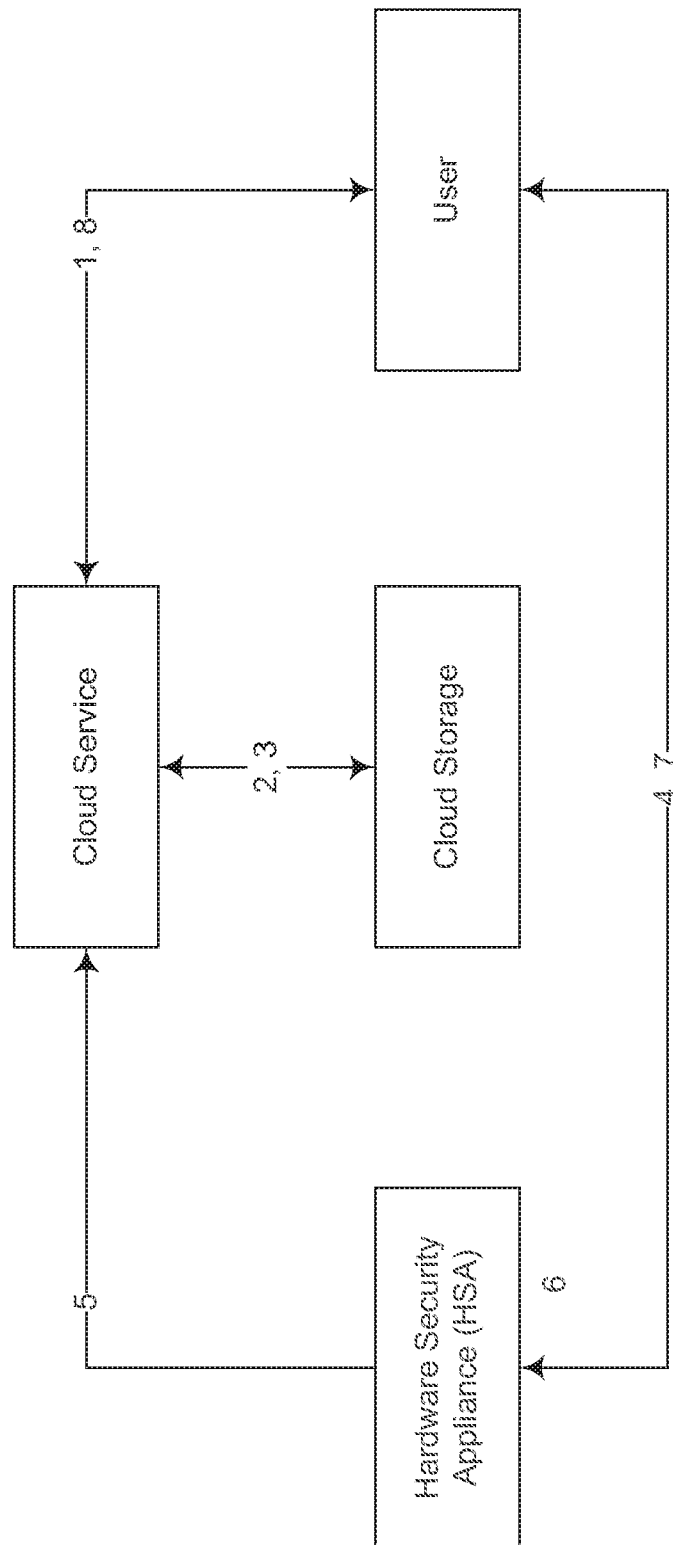 5
Cloud Service
1, 8
2, 3
Hardware Security
Appliance (HSA)
Cloud Storage
User
6
4, 7